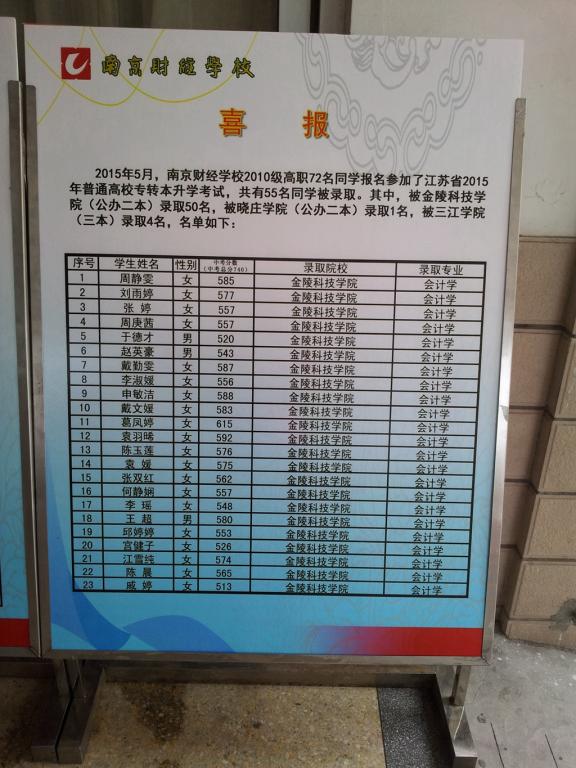 南京财经学校
喜 报
2015年5月，南京财经学校2010级高职72名同学报名参加了江苏省2015
年普通高校专转本升学考试，共有55名同学被录取。其中，被金陵科技学
院（公办二本）录取50名，被晓庄学院（公办二本）录取1名，被三江学院
（三本）录取4名，名单如下：
序号 学生姓名 性别 中考分数（中考总分740） 录取院校 录取专业
1 周静雯 女 585 金陵科技学院 会计学
2 刘雨婷 女 577 金陵科技学院 会计学
3 张 婷 女 557 金陵科技学院 会计学
4 周庚茜 女 557 金陵科技学院 会计学
5 于德才 男 520 金陵科技学院 会计学
6 赵英豪 男 543 金陵科技学院 会计学
7 戴勤雯 女 587 金陵科技学院 会计学
8 李淑媛 女 556 金陵科技学院 会计学
9 申敏洁 女 588 金陵科技学院 会计学
10 戴文媛 女 583 金陵科技学院 会计学
11 葛凤婷 女 615 金陵科技学院 会计学
12 袁羽晞 女 592 金陵科技学院 会计学
13 陈玉莲 女 576 金陵科技学院 会计学
14 袁 媛 女 575 金陵科技学院 会计学
15 张双红 女 562 金陵科技学院 会计学
16 何静娴 女 557 金陵科技学院 会计学
17 李 瑶 女 548 金陵科技学院 会计学
18 王 超 男 580 金陵科技学院 会计学
19 邱婷婷 女 553 金陵科技学院 会计学
20 宫健子 女 526 金陵科技学院 会计学
21 江雪纯 女 574 金陵科技学院 会计学
22 陈 晨 女 565 金陵科技学院 会计学
23 戚 婷 女 513 金陵科技学院 会计学